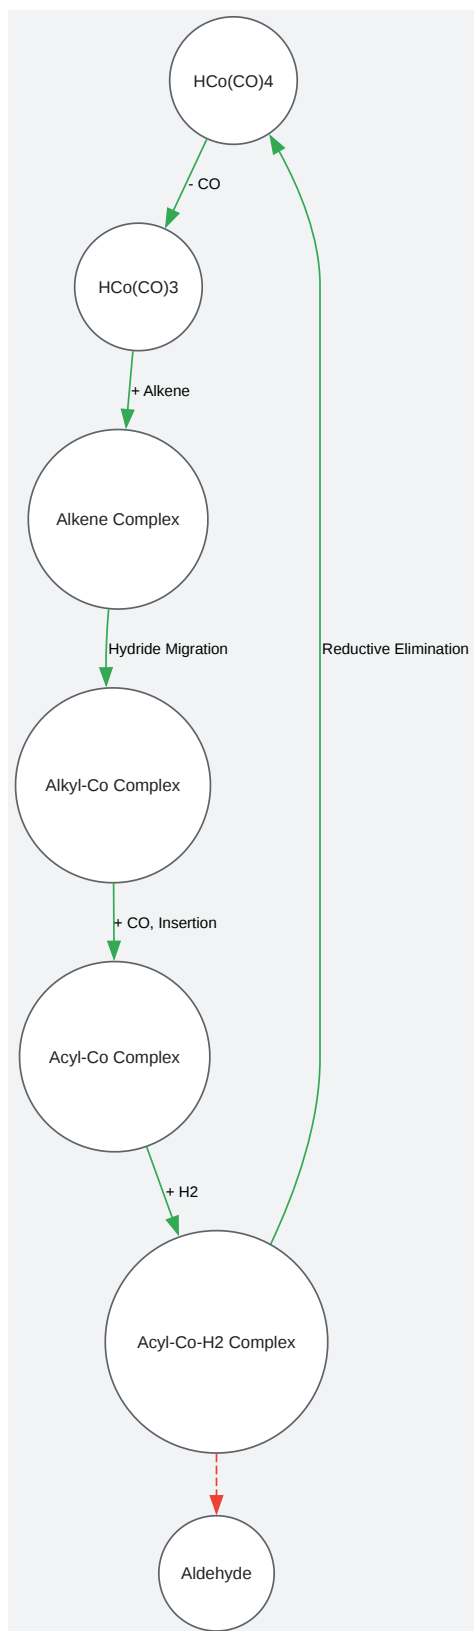 HCo(CO)4
- CO
HCo(CO)3
+ Alkene
Alkene Complex
Hydride Migration
Reductive Elimination
Alkyl-Co Complex
+ CO, Insertion
Acyl-Co Complex
+ H2
Acyl-Co-H2 Complex
Aldehyde